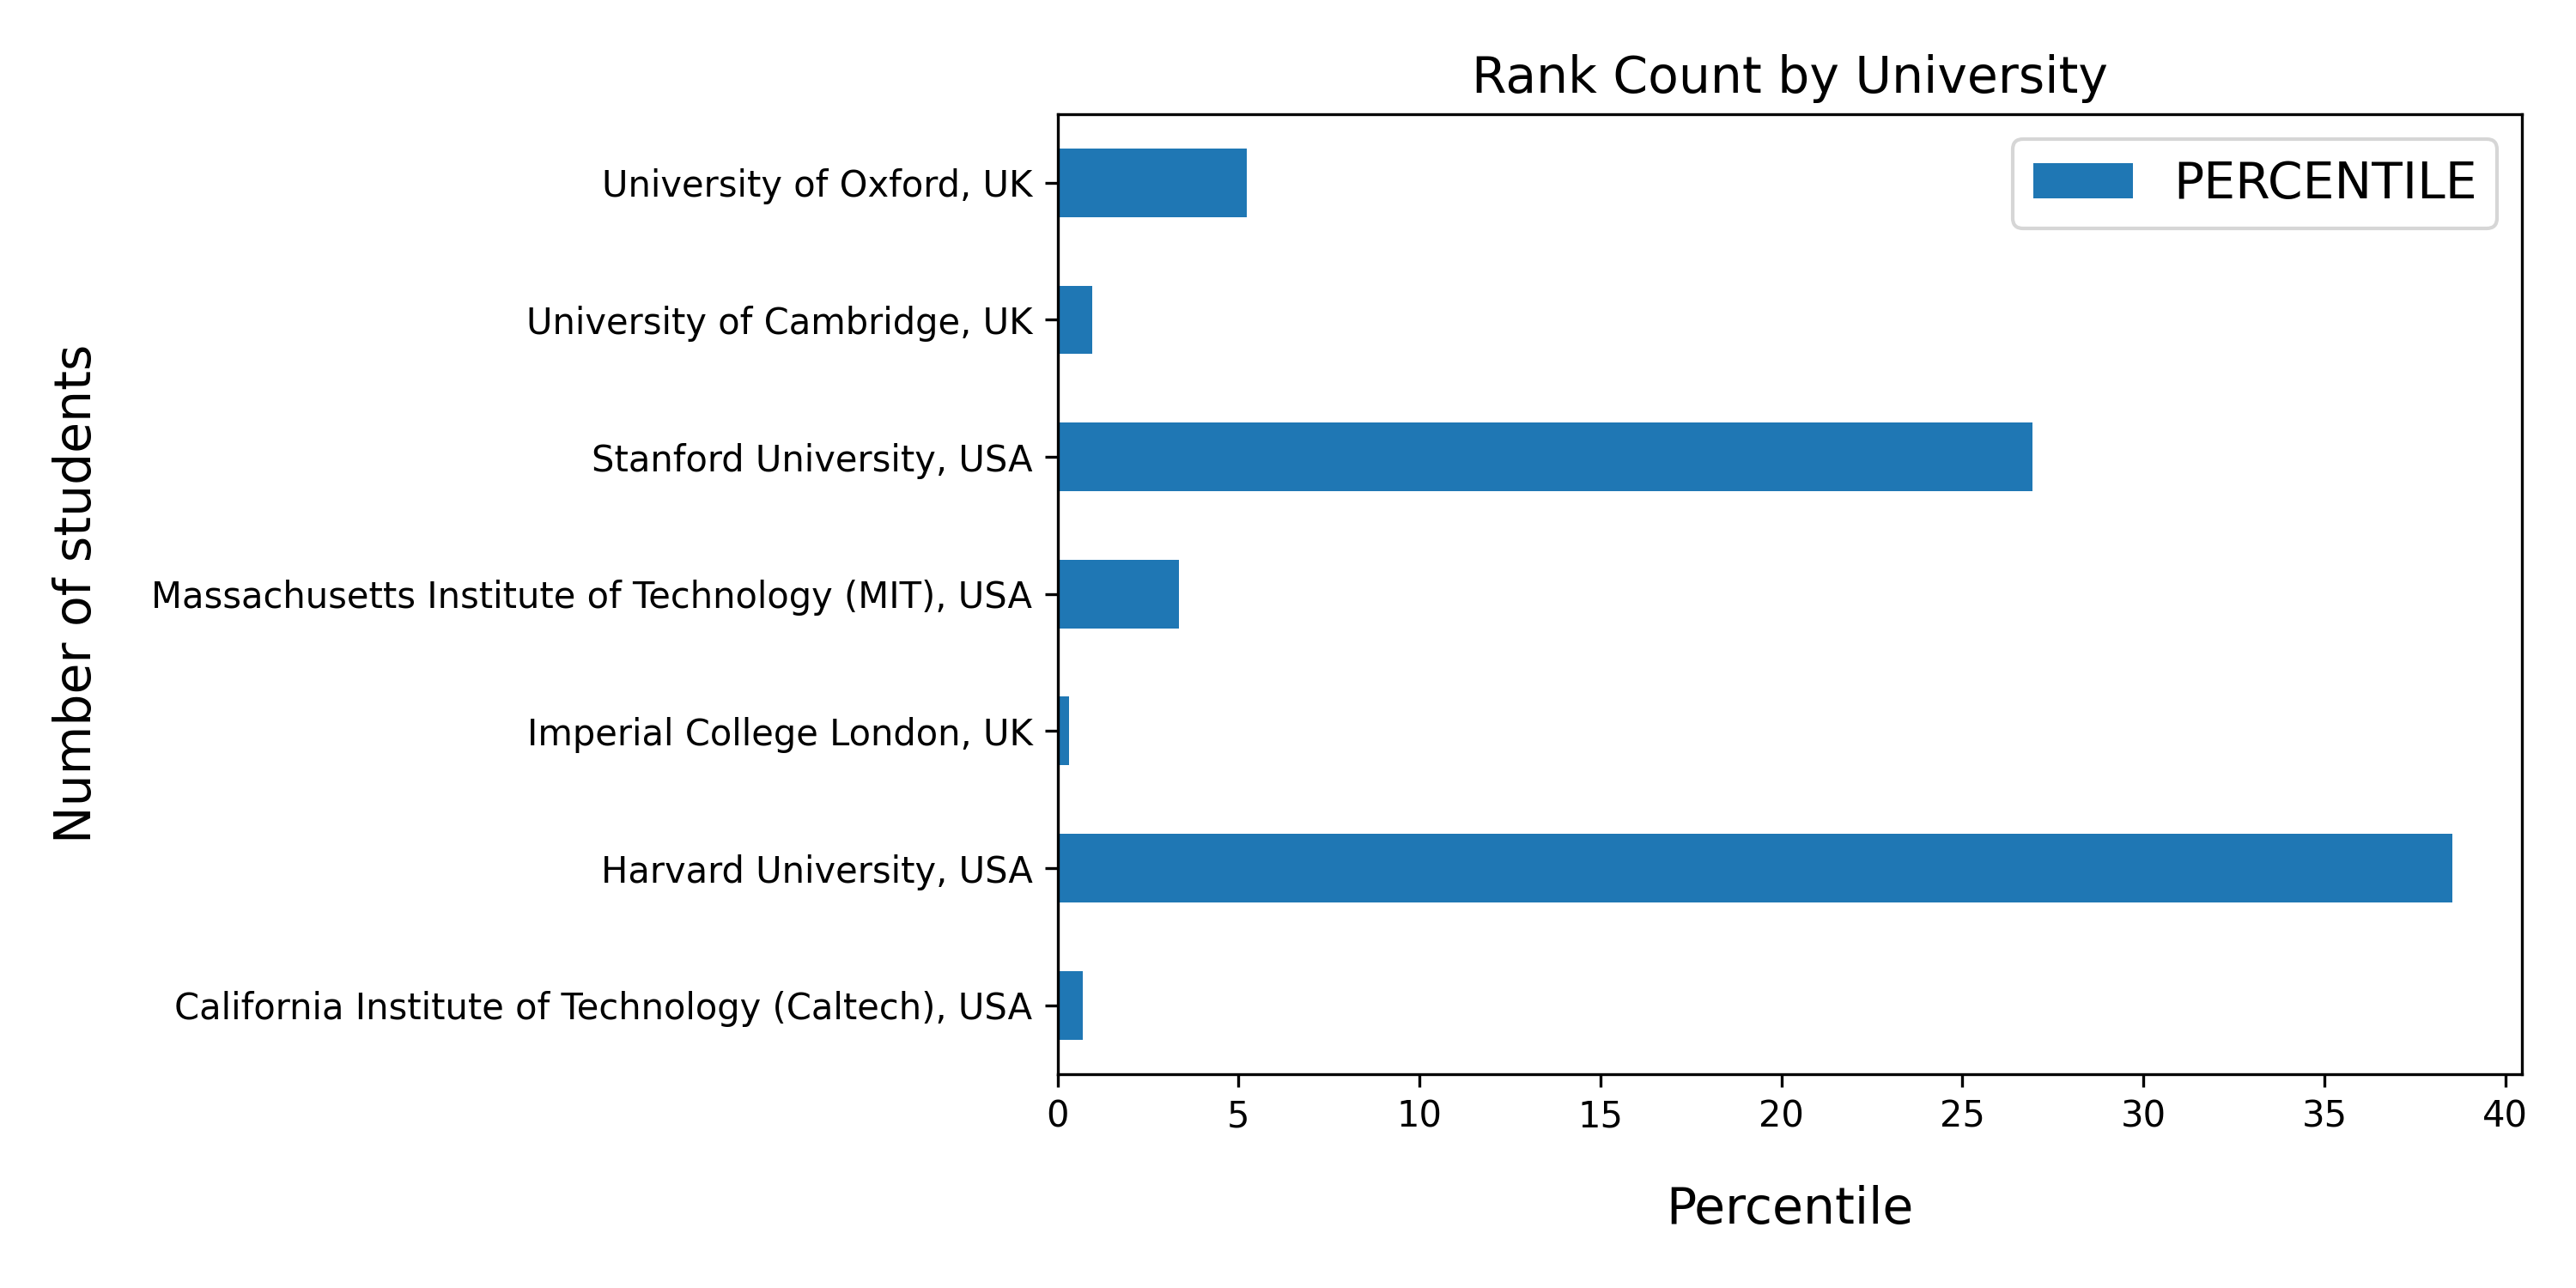 Rank Count by University
PERCENTILE
Number of students
University of Oxford, UK
University of Cambridge, UK
Stanford University, USA
Massachusetts Institute of Technology (MIT), USA
Imperial College London, UK
Harvard University, USA
California Institute of Technology (Caltech), USA
0 5 10 15 20 25 30 35 40
Percentile